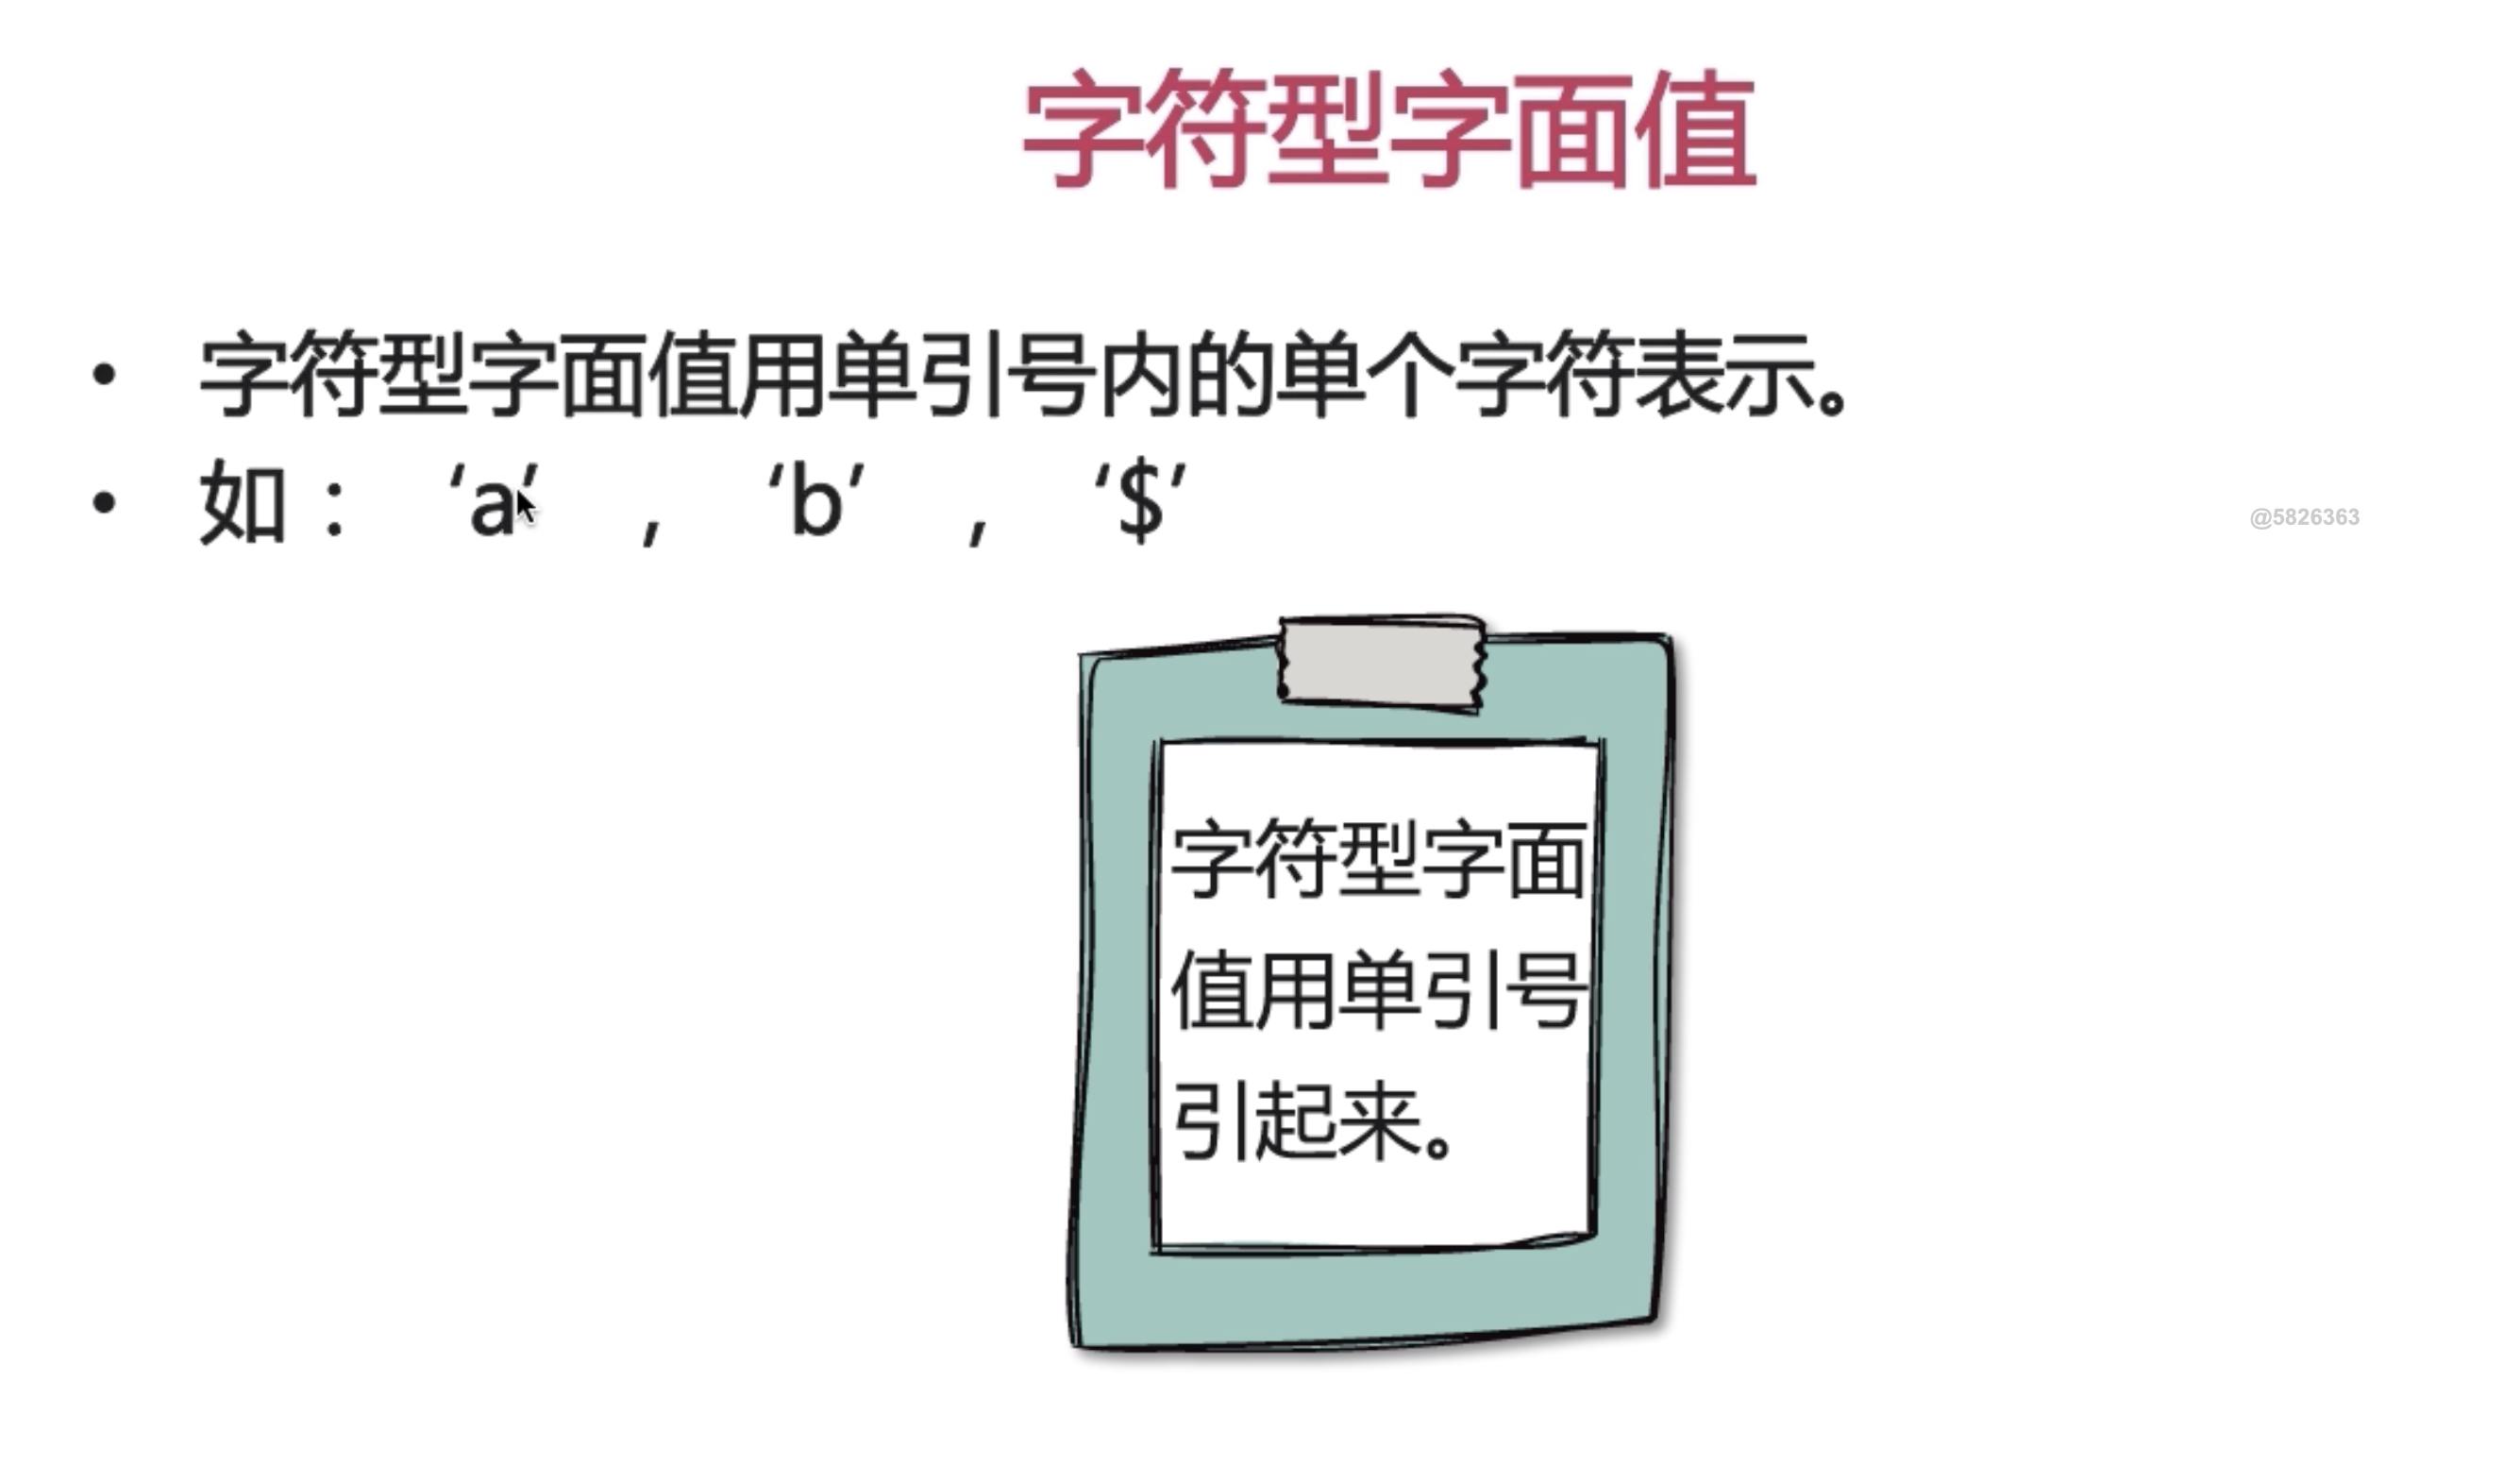 字符型字面值
• 字符型字面值用单引号内的单个字符表示。
• 如： ‘a’ , ‘b’ , ‘$’
@5826363
字符型字面
值用单引号
引起来。